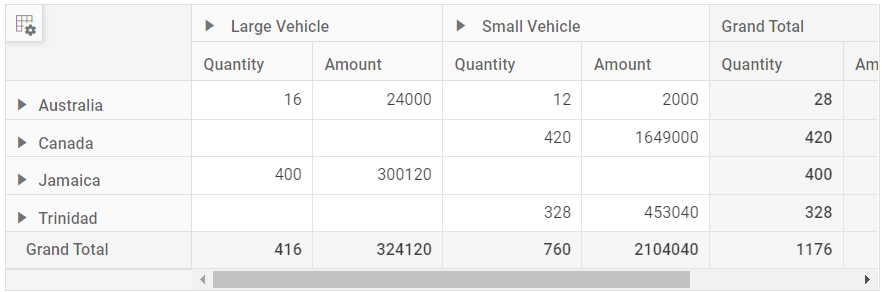 Large Vehicle Small Vehicle Grand Total
Quantity Amount Quantity Amount Quantity Am
Australia 16 24000 12 2000 28
Canada 420 1649000 420
Jamaica 400 300120 400
Trinidad 328 453040 328
Grand Total 416 324120 760 2104040 1176